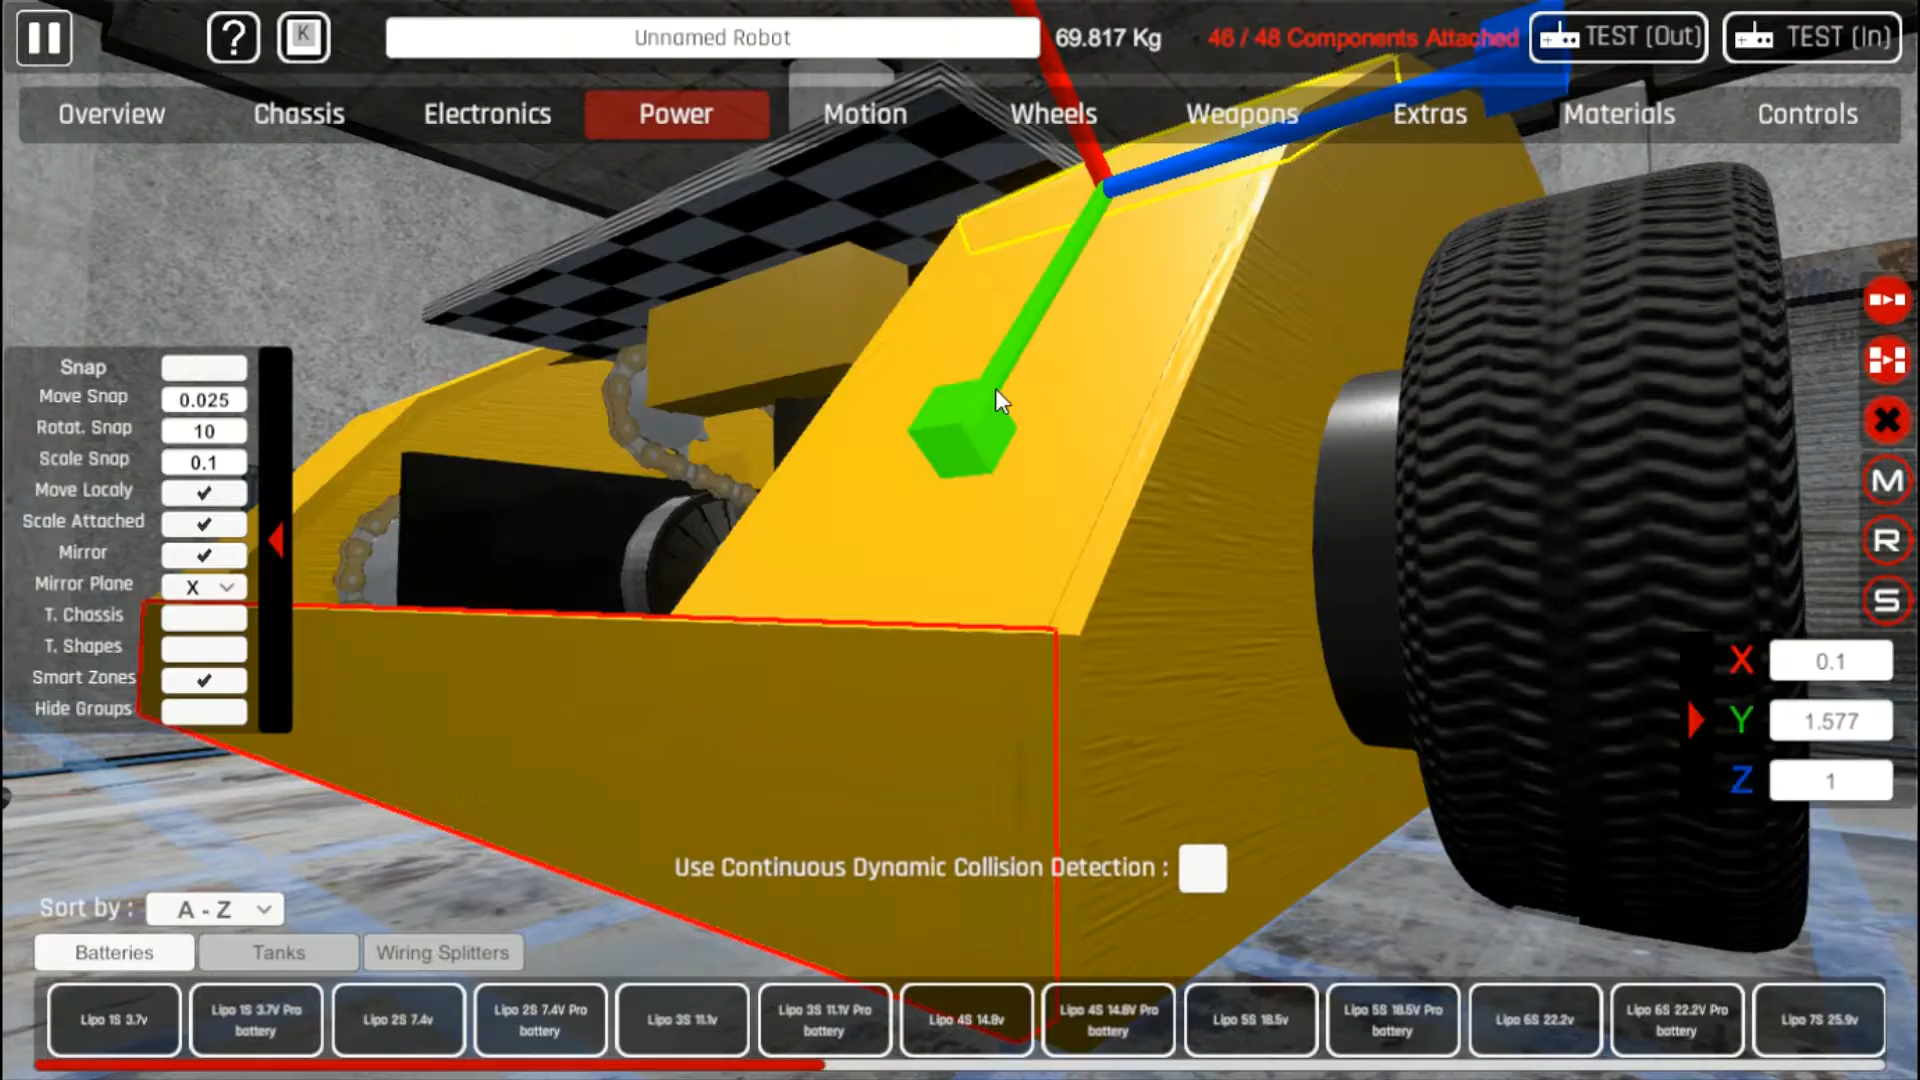 ?
K
Unnamed Robot
69.817 Kg
46 / 48 Components Attached
TEST (Out)
TEST (In)
Overview
Chassis
Electronics
Power
Motion
Wheels
Weapons
Extras
Materials
Controls
Snap
Move Snap 0.025
Rotat. Snap 10
Scale Snap 0.1
Move Localy
Scale Attached
Mirror
Mirror Plane X
T. Chassis
T. Shapes
Smart Zones
Hide Groups
M
R
S
X 0.1
Y 1.577
Z 1
Use Continuous Dynamic Collision Detection :
Sort by : A - Z
Batteries
Tanks
Wiring Splitters
Lipo 1S 3.7v
Lipo 1S 3.7V Pro
battery
Lipo 2S 7.4v
Lipo 2S 7.4V Pro
battery
Lipo 3S 11.1v
Lipo 3S 11.1V Pro
battery
Lipo 4S 14.8v
Lipo 4S 14.8V Pro
battery
Lipo 5S 18.5v
Lipo 5S 18.5V Pro
battery
Lipo 6S 22.2v
Lipo 6S 22.2V Pro
battery
Lipo 7S 25.9v